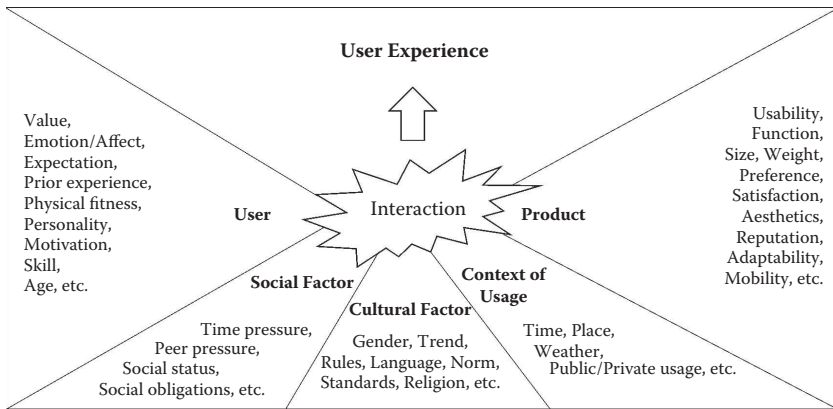 User Experience
Value,
Emotion/Affect,
Expectation,
Prior experience,
Physical fitness,
Personality,
Motivation,
Skill,
Age, etc.
User
Interaction
Product
Usability,
Function,
Size, Weight,
Preference,
Satisfaction,
Aesthetics,
Reputation,
Adaptability,
Mobility, etc.
Social Factor
Time pressure,
Peer pressure,
Social status,
Social obligations, etc.
Cultural Factor
Gender, Trend,
Rules, Language, Norm,
Standards, Religion, etc.
Context of
Usage
Time, Place,
Weather,
Public/Private usage, etc.